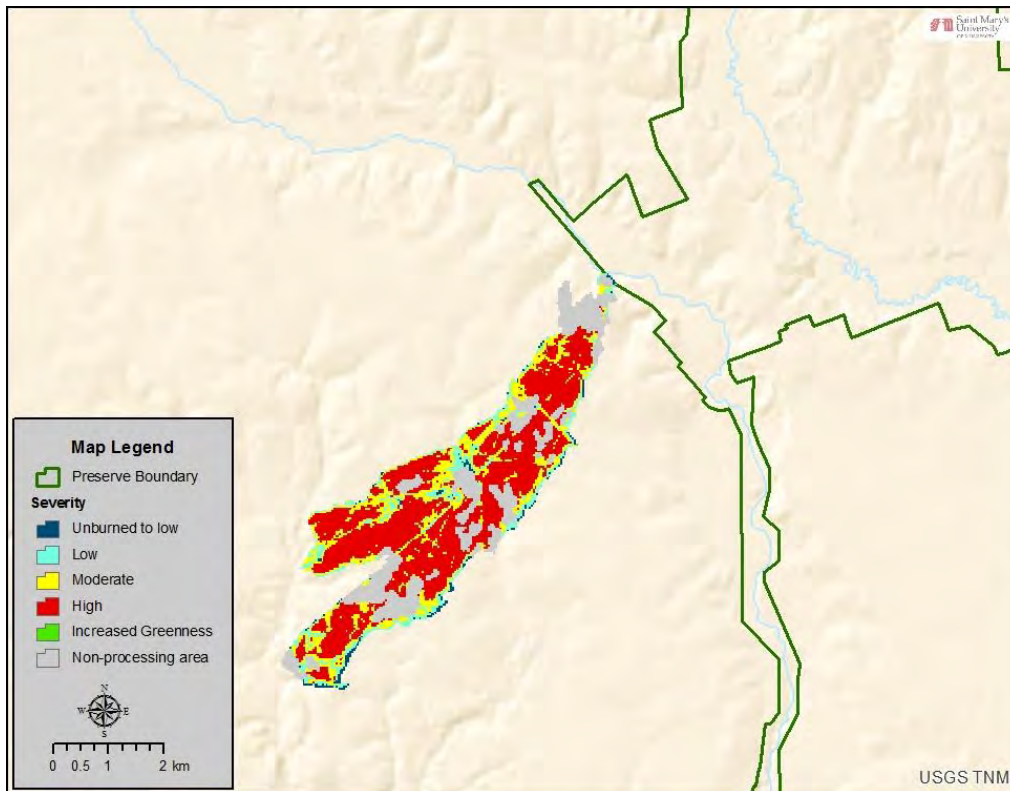 Saint Mary's
University
Map Legend
Preserve Boundary
Severity
Unburned to low
Low
Moderate
High
Increased Greenness
Non-processing area
N
W E
S
0 0.5 1 2 km
USGS TNM